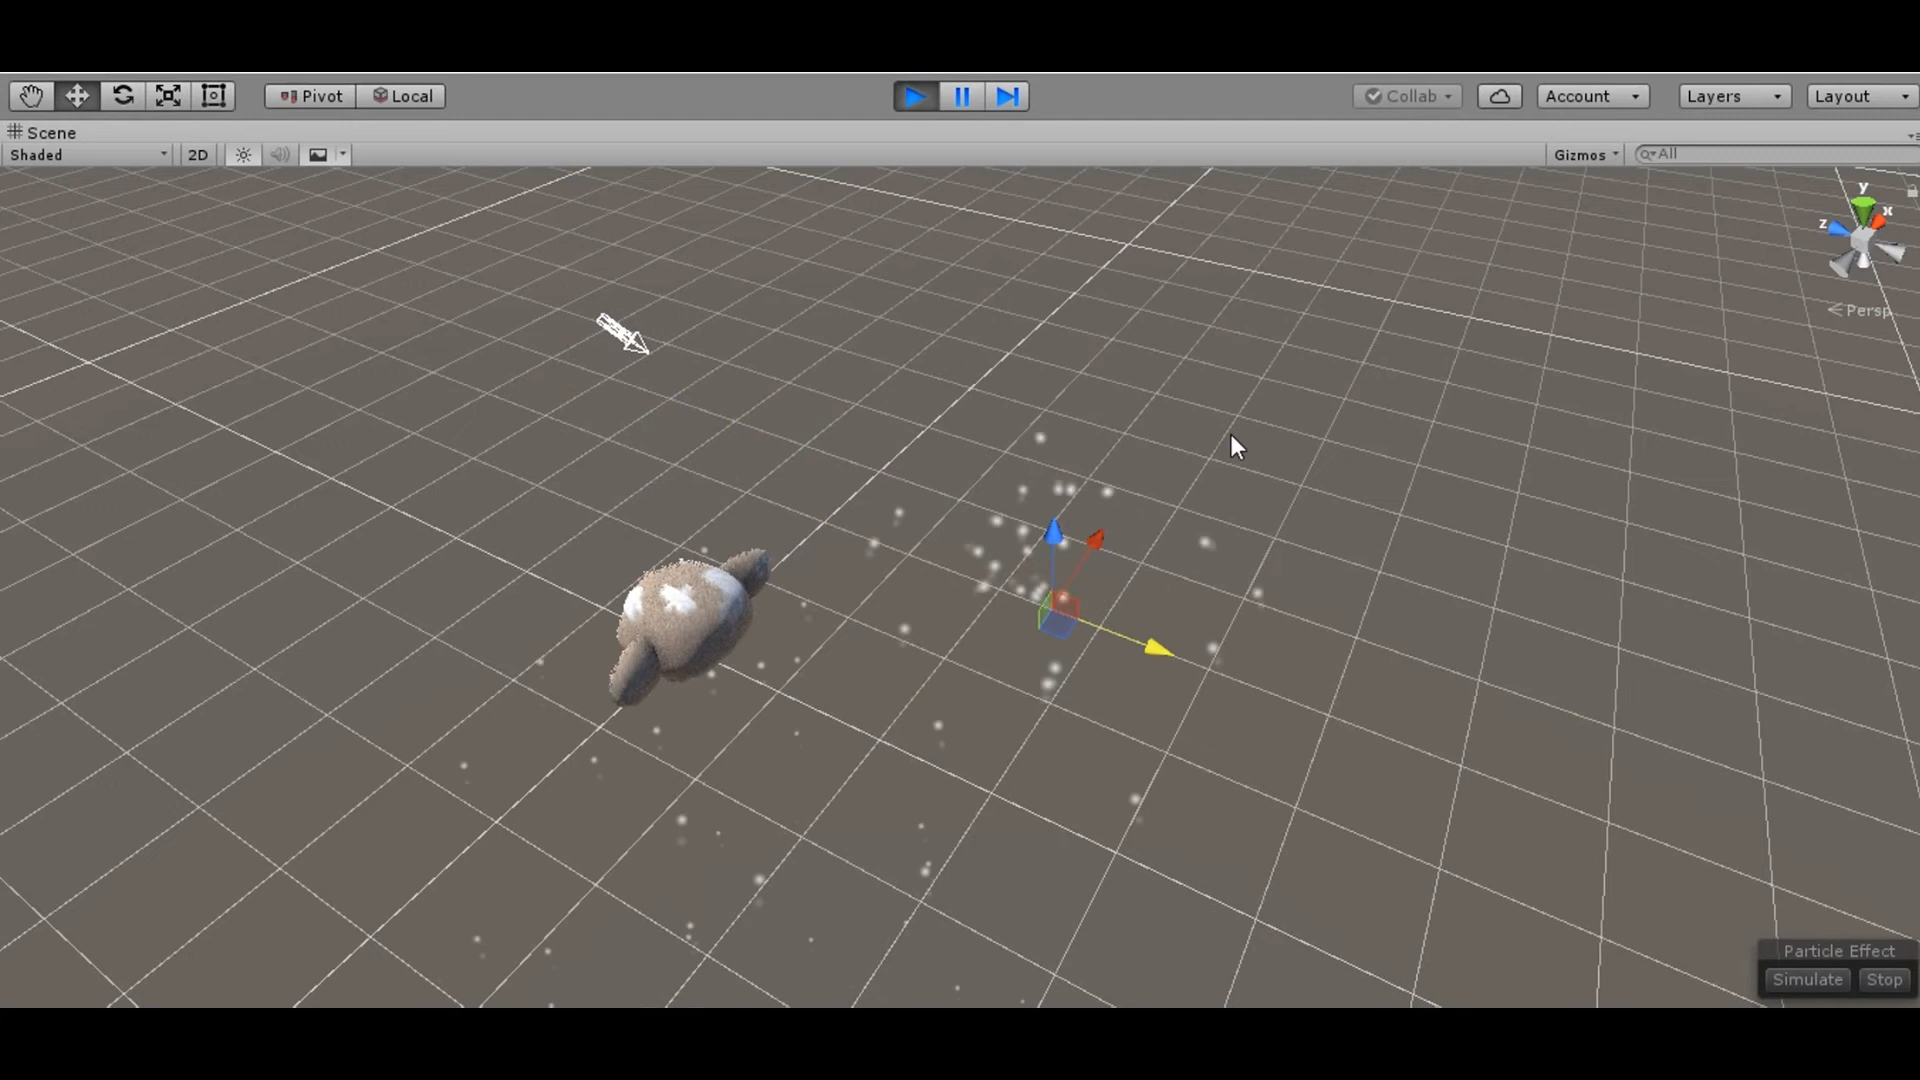 Pivot Local Collab Account Layers Layout
Scene
Shaded 2D Gizmos All
y
x
z
Persp
Particle Effect
Simulate Stop